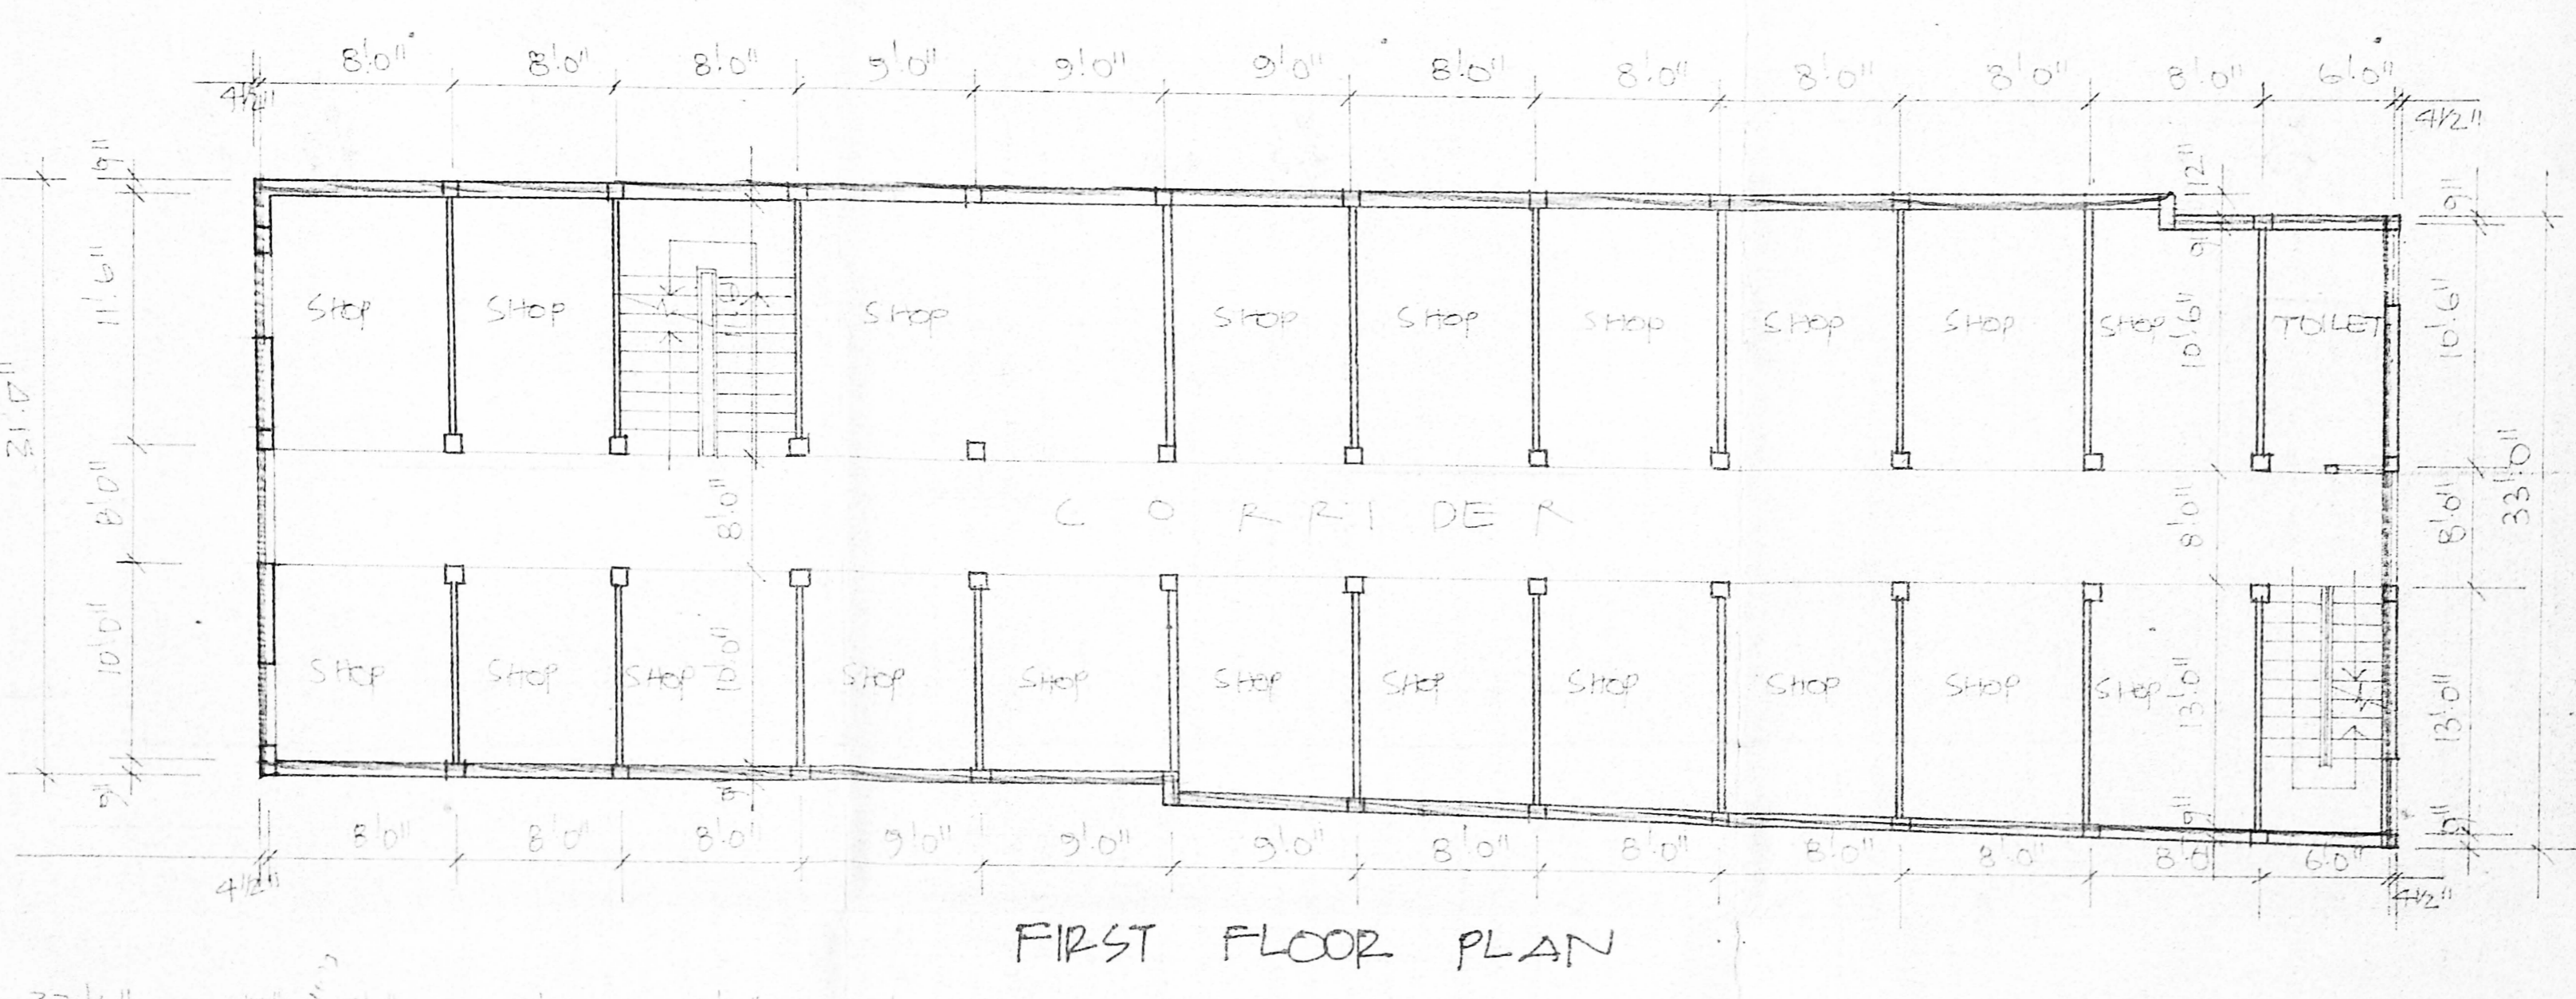 8'.0" 8'.0" 8'.0" 9'.0" 9'.0" 9'.0" 8'.0" 8'.0" 8'.0" 8'.0" 8'.0" 6'.0"
4½" 4½"
9" 12" 9"
11'.6" 9" 10'.6" 10'.6"
SHOP SHOP SHOP SHOP SHOP SHOP SHOP SHOP SHOP TOILET
31'.0" 8'.0" 8'.0" 8'.0" 8'.0" 33'.0"
C O R R I D E R
10'.0" 10'.0" 13'.0" 13'.0"
SHOP SHOP SHOP SHOP SHOP SHOP SHOP SHOP SHOP SHOP SHOP
9" 9" 9" 9"
8'.0" 8'.0" 8'.0" 9'.0" 9'.0" 9'.0" 8'.0" 8'.0" 8'.0" 8'.0" 8'.0" 6'.0"
4½" 4½"
FIRST FLOOR PLAN